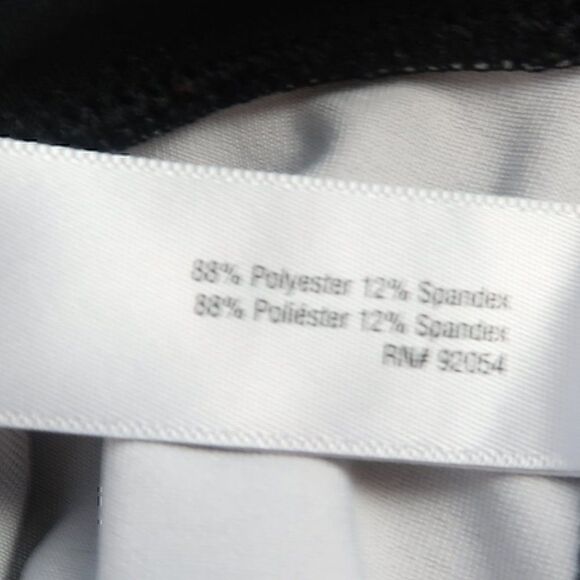 88% Polyester 12% Spandex
88% Poliéster 12% Spandex
RN# 92054